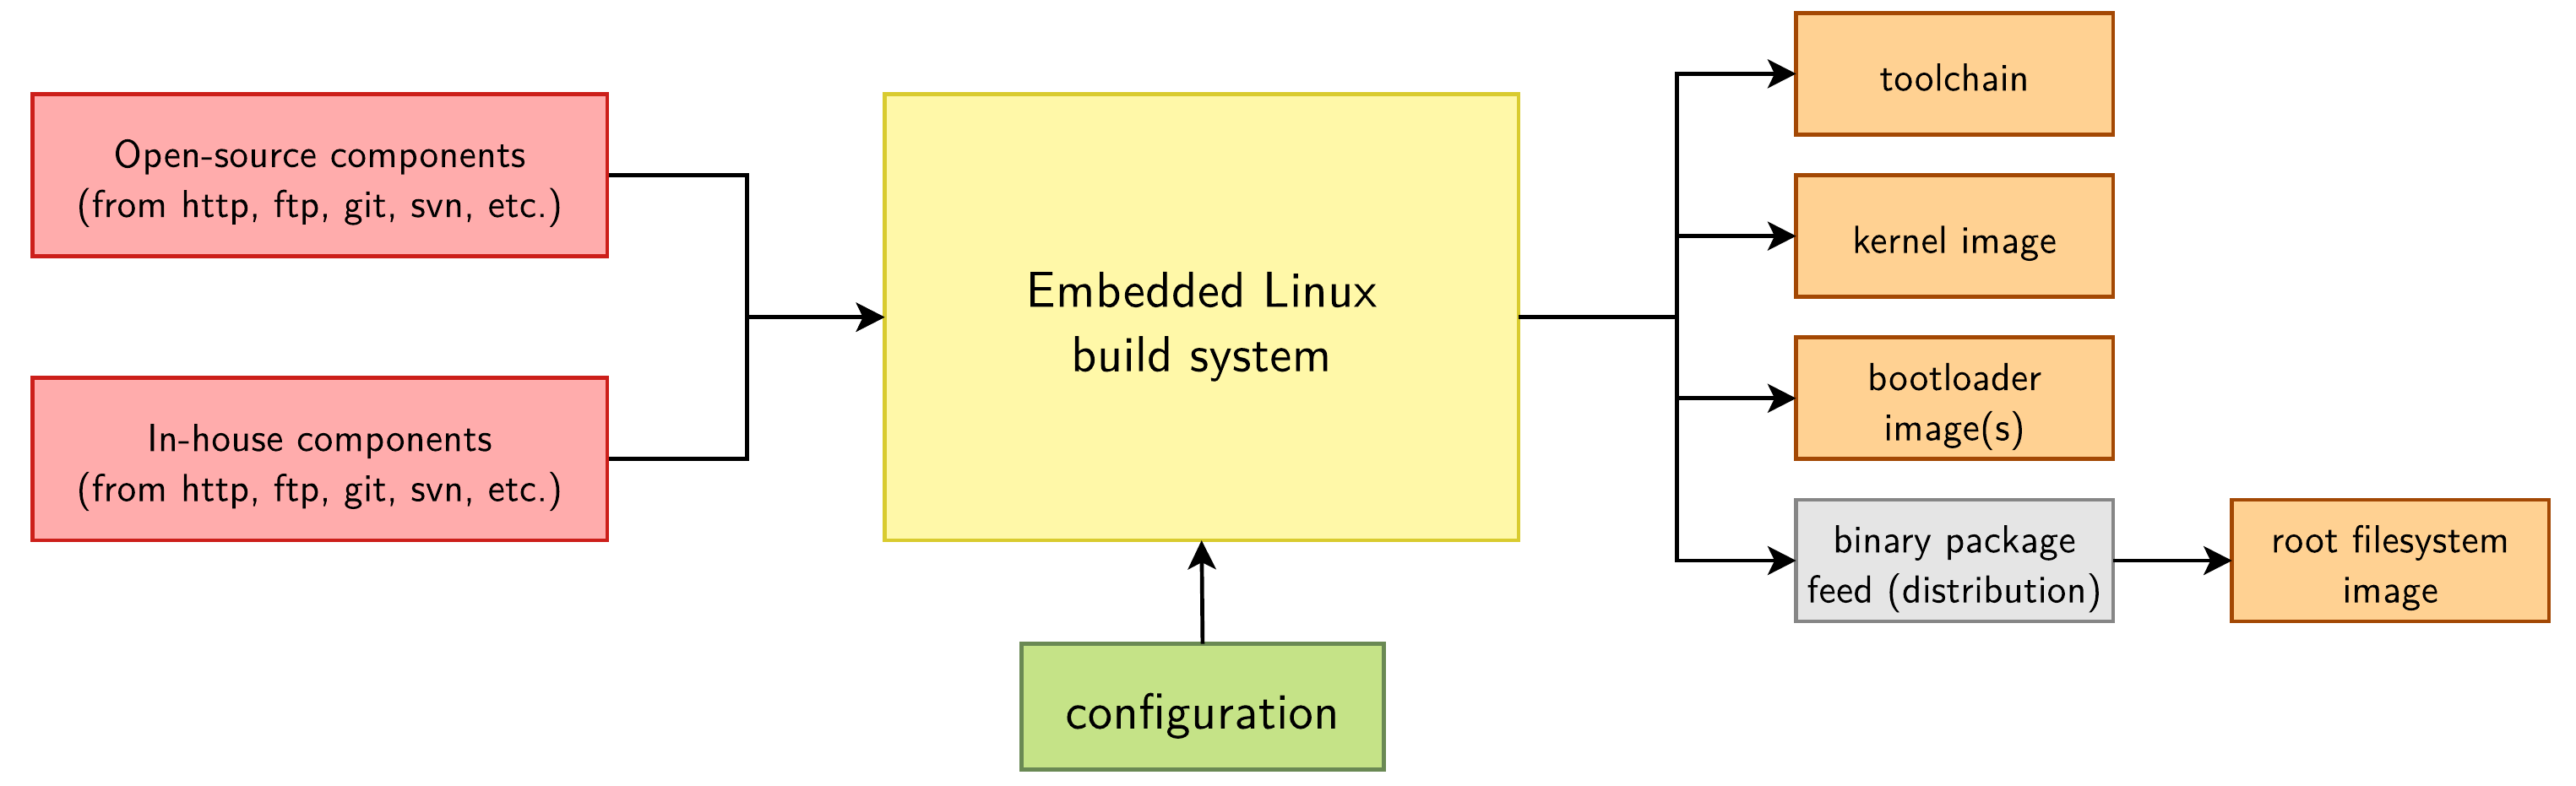 Open-source components
(from http, ftp, git, svn, etc.)
In-house components
(from http, ftp, git, svn, etc.)
Embedded Linux
build system
configuration
toolchain
kernel image
bootloader
image(s)
binary package
feed (distribution)
root filesystem
image